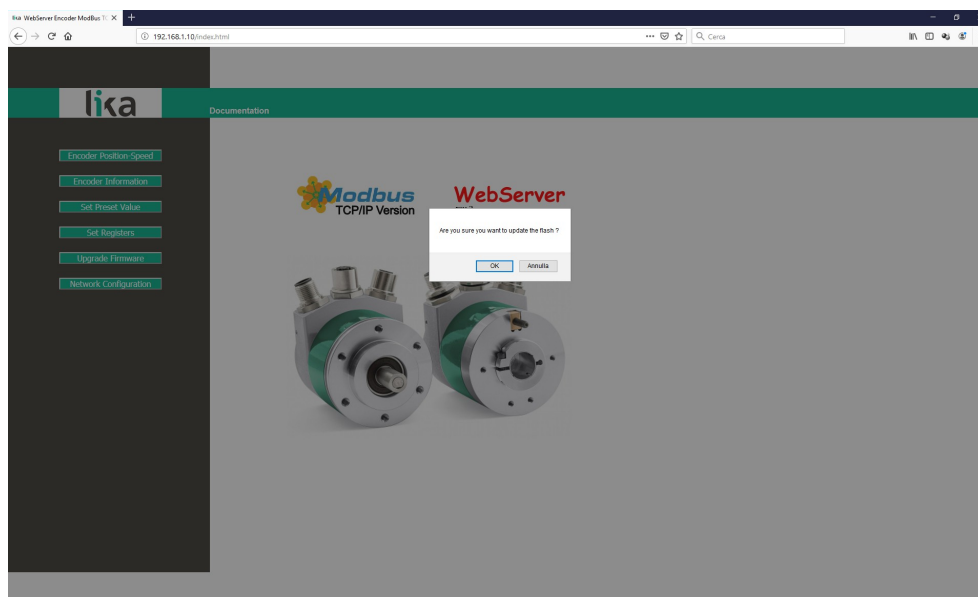 lika WebServer Encoder ModBus TC
192.168.1.10/index.html
Cerca
lika
Documentation
Encoder Position-Speed
Encoder Information
Set Preset Value
Set Registers
Upgrade Firmware
Network Configuration
Modbus
TCP/IP Version
WebServer
Are you sure you want to update the flash ?
OK Annulla